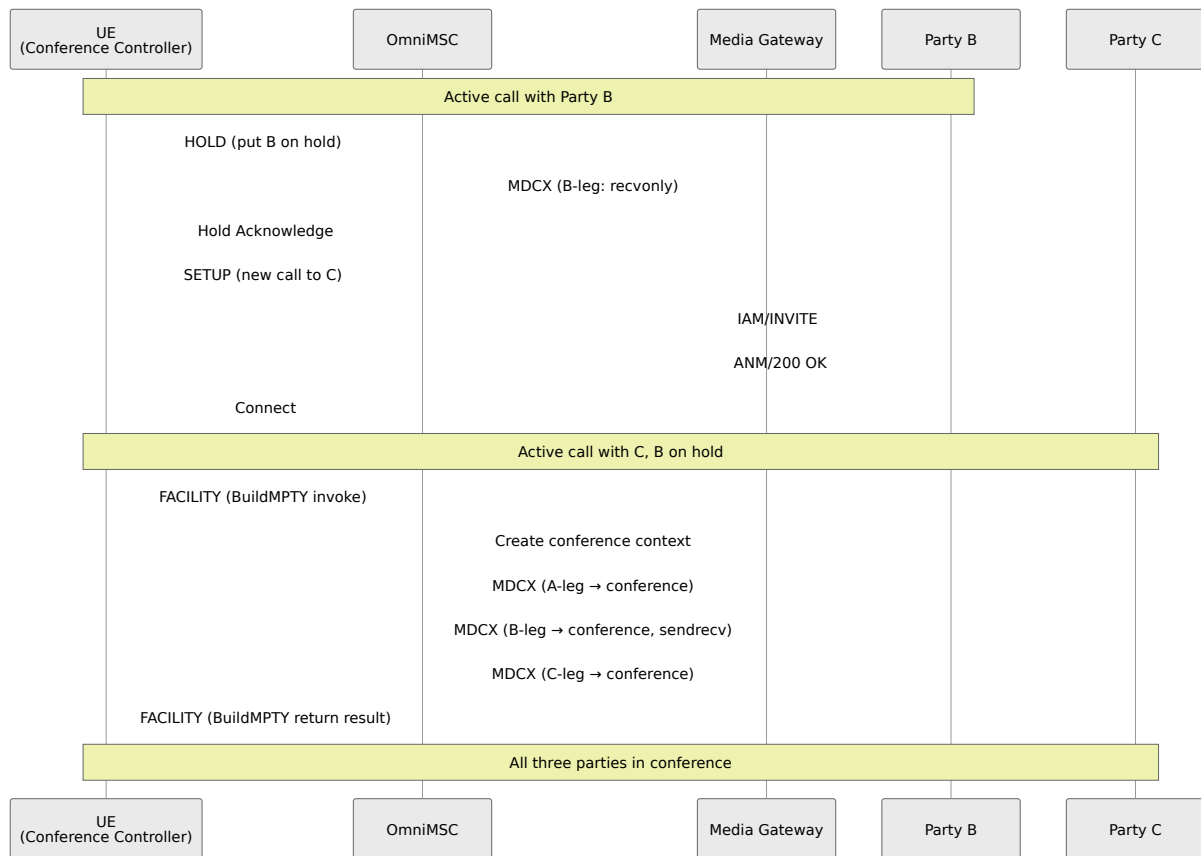 UE
(Conference Controller)
OmniMSC
Media Gateway
Party B
Party C
Active call with Party B
HOLD (put B on hold)
MDCX (B-leg: recvonly)
Hold Acknowledge
SETUP (new call to C)
IAM/INVITE
ANM/200 OK
Connect
Active call with C, B on hold
FACILITY (BuildMPTY invoke)
Create conference context
MDCX (A-leg → conference)
MDCX (B-leg → conference, sendrecv)
MDCX (C-leg → conference)
FACILITY (BuildMPTY return result)
All three parties in conference
UE
(Conference Controller)
OmniMSC
Media Gateway
Party B
Party C